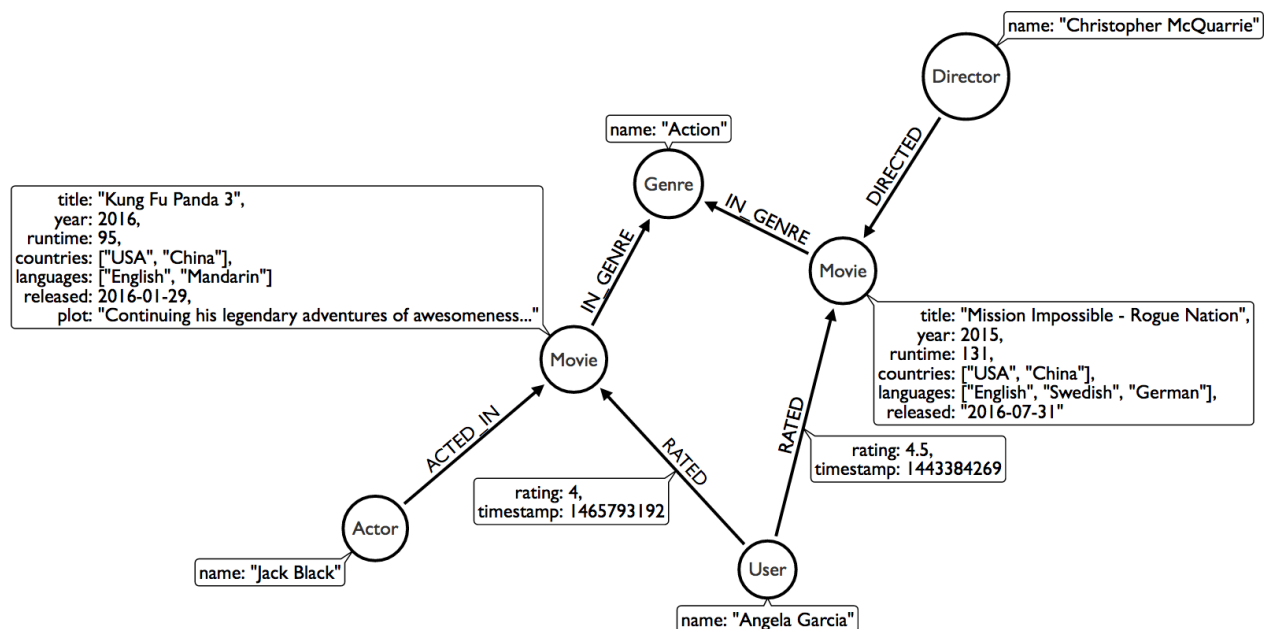 name: "Christopher McQuarrie"
Director
DIRECTED
name: "Action"
Genre
IN_GENRE
IN_GENRE
title: "Kung Fu Panda 3",
year: 2016,
runtime: 95,
countries: ["USA", "China"],
languages: ["English", "Mandarin"]
released: 2016-01-29,
plot: "Continuing his legendary adventures of awesomeness..."
Movie
Movie
title: "Mission Impossible - Rogue Nation",
year: 2015,
runtime: 131,
countries: ["USA", "China"],
languages: ["English", "Swedish", "German"],
released: "2016-07-31"
ACTED_IN
RATED
RATED
rating: 4.5,
timestamp: 1443384269
rating: 4,
timestamp: 1465793192
Actor
name: "Jack Black"
User
name: "Angela Garcia"